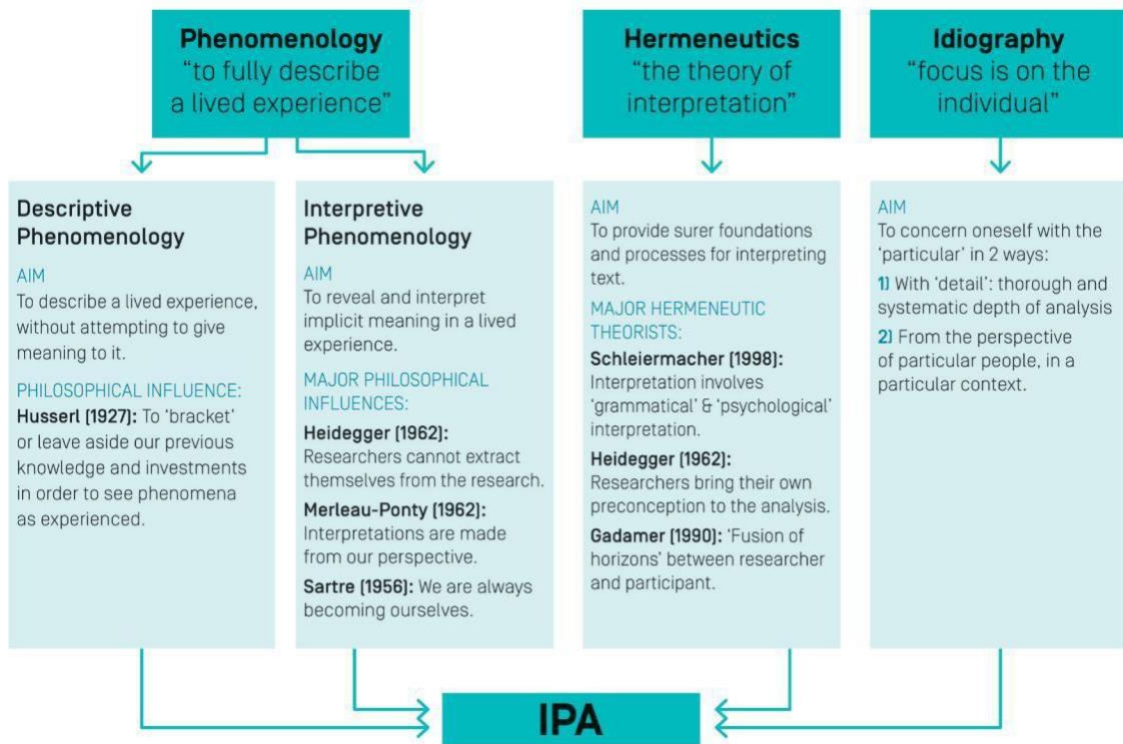 Phenomenology
“to fully describe
a lived experience”
Hermeneutics
“the theory of
interpretation”
Idiography
“focus is on the
individual”
Descriptive
Phenomenology
AIM
To describe a lived experience,
without attempting to give
meaning to it.
PHILOSOPHICAL INFLUENCE:
Husserl (1927): To ‘bracket’
or leave aside our previous
knowledge and investments
in order to see phenomena
as experienced.
Interpretive
Phenomenology
AIM
To reveal and interpret
implicit meaning in a lived
experience.
MAJOR PHILOSOPHICAL
INFLUENCES:
Heidegger (1962):
Researchers cannot extract
themselves from the research.
Merleau-Ponty (1962):
Interpretations are made
from our perspective.
Sartre (1956): We are always
becoming ourselves.
AIM
To provide surer foundations
and processes for interpreting
text.
MAJOR HERMENEUTIC
THEORISTS:
Schleiermacher (1998):
Interpretation involves
‘grammatical’ & ‘psychological’
interpretation.
Heidegger (1962):
Researchers bring their own
preconception to the analysis.
Gadamer (1990): ‘Fusion of
horizons’ between researcher
and participant.
AIM
To concern oneself with the
‘particular’ in 2 ways:
1) With ‘detail’: thorough and
systematic depth of analysis
2) From the perspective
of particular people, in a
particular context.
IPA